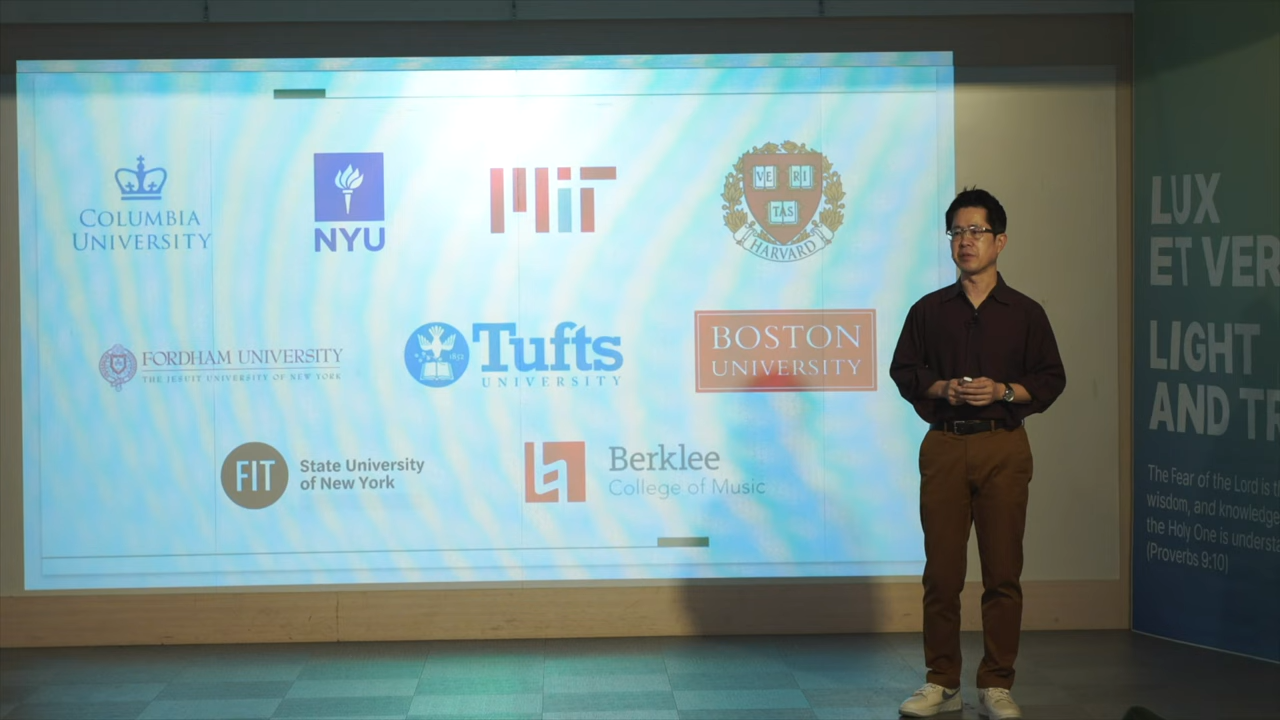 COLUMBIA
UNIVERSITY
NYU
MIT
VE RI
TAS
HARVARD
FORDHAM UNIVERSITY
THE JESUIT UNIVERSITY OF NEW YORK
1852
Tufts
UNIVERSITY
BOSTON
UNIVERSITY
FIT
State University
of New York
Berklee
College of Music
LUX
ET VER
LIGHT
AND TR
The Fear of the Lord is
wisdom, and knowledge
the Holy One is
(Proverbs 9:10)